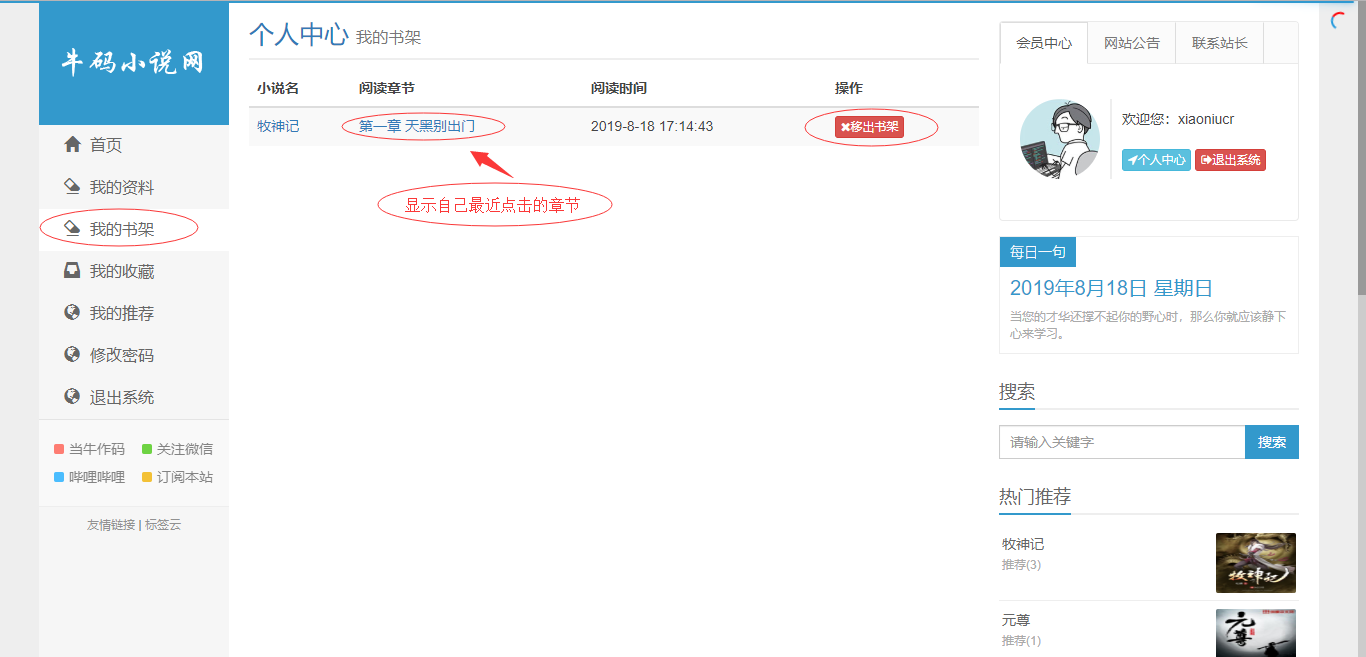 牛码小说网
首页
我的资料
我的书架
我的收藏
我的推荐
修改密码
退出系统
当牛作码 关注微信
哔哩哔哩 订阅本站
友情链接 | 标签云
个人中心 我的书架
小说名 阅读章节 阅读时间 操作
牧神记 第一章 天黑别出门 2019-8-18 17:14:43 ✖移出书架
显示自己最近点击的章节
会员中心 网站公告 联系站长
欢迎您：xiaoniucr
个人中心 退出系统
每日一句
2019年8月18日 星期日
当您的才华还撑不起你的野心时，那么你就应该静下
心来学习。
搜索
请输入关键字 搜索
热门推荐
牧神记
推荐(3)
牧神记
元尊
推荐(1)
元尊